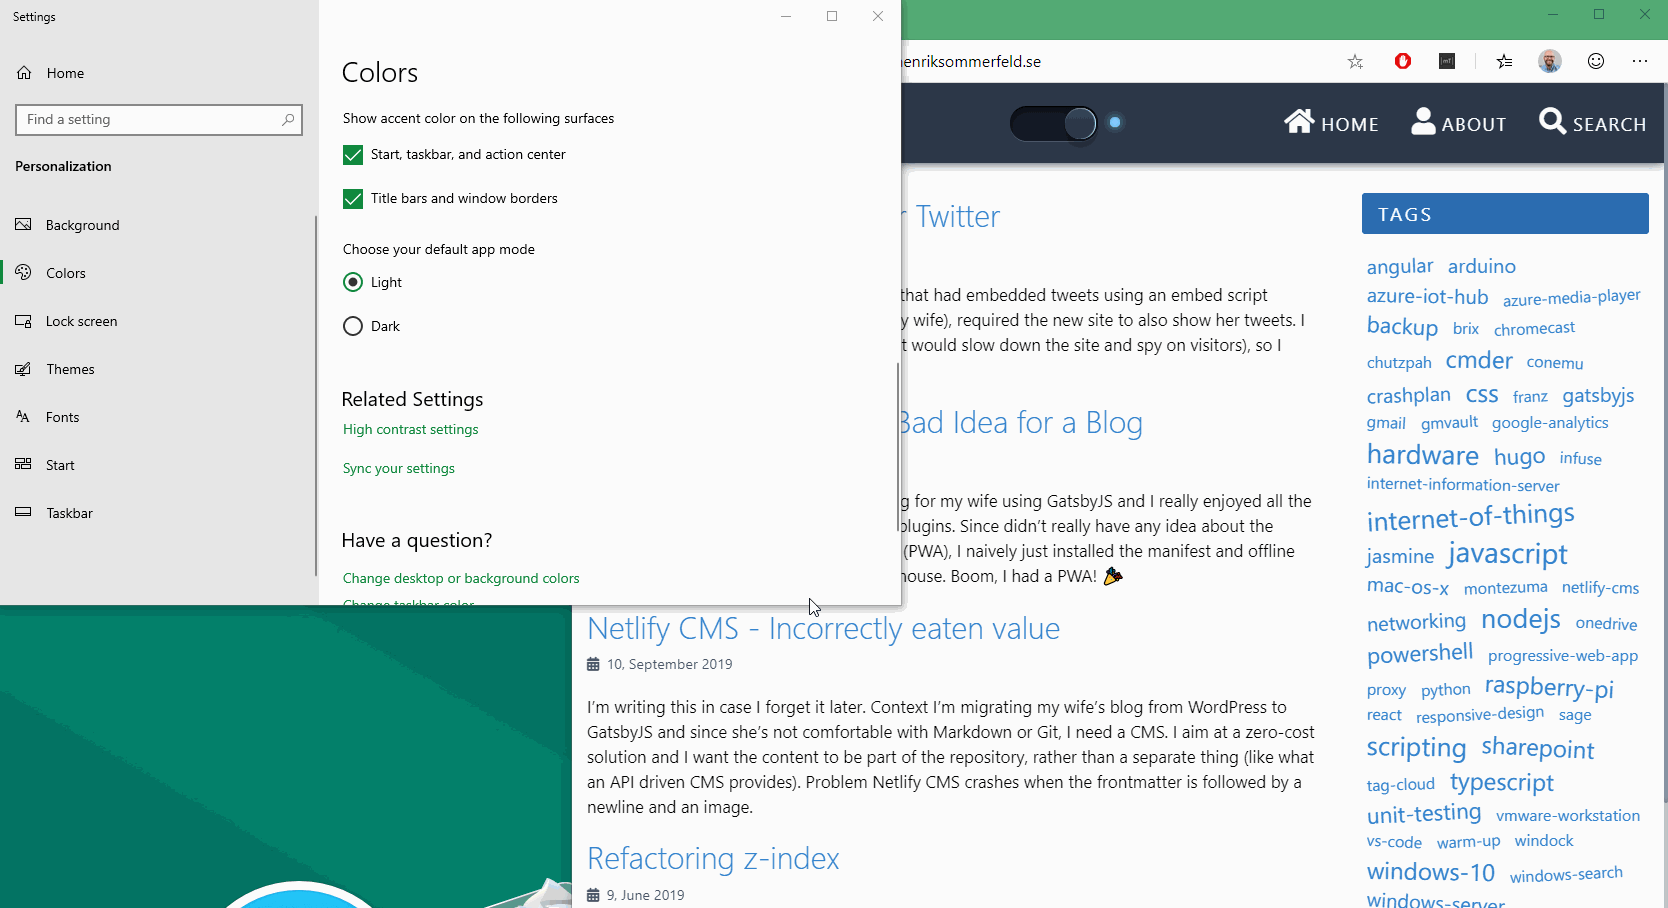 Settings
Home
Find a setting
Personalization
Background
Colors
Lock screen
Themes
Fonts
Start
Taskbar
Colors
Show accent color on the following surfaces
Start, taskbar, and action center
Title bars and window borders
Choose your default app mode
Light
Dark
Related Settings
High contrast settings
Sync your settings
Have a question?
Change desktop or background colors
Change taskbar color
henriksommerfeld.se
HOME
ABOUT
SEARCH
r Twitter
that had embedded tweets using an embed script
y wife), required the new site to also show her tweets. I
t would slow down the site and spy on visitors), so I
Bad Idea for a Blog
g for my wife using GatsbyJS and I really enjoyed all the
plugins. Since didn’t really have any idea about the
(PWA), I naively just installed the manifest and offline
house. Boom, I had a PWA!
Netlify CMS - Incorrectly eaten value
10, September 2019
I’m writing this in case I forget it later. Context I’m migrating my wife’s blog from WordPress to
GatsbyJS and since she’s not comfortable with Markdown or Git, I need a CMS. I aim at a zero-cost
solution and I want the content to be part of the repository, rather than a separate thing (like what
an API driven CMS provides). Problem Netlify CMS crashes when the frontmatter is followed by a
newline and an image.
Refactoring z-index
9, June 2019
TAGS
angular arduino
azure-iot-hub azure-media-player
backup brix chromecast
chutzpah cmder conemu
crashplan css franz gatsbyjs
gmail gmvault google-analytics
hardware hugo infuse
internet-information-server
internet-of-things
jasmine javascript
mac-os-x montezuma netlify-cms
networking nodejs onedrive
powershell progressive-web-app
proxy python raspberry-pi
react responsive-design sage
scripting sharepoint
tag-cloud typescript
unit-testing vmware-workstation
vs-code warm-up windock
windows-10 windows-search
windows-server